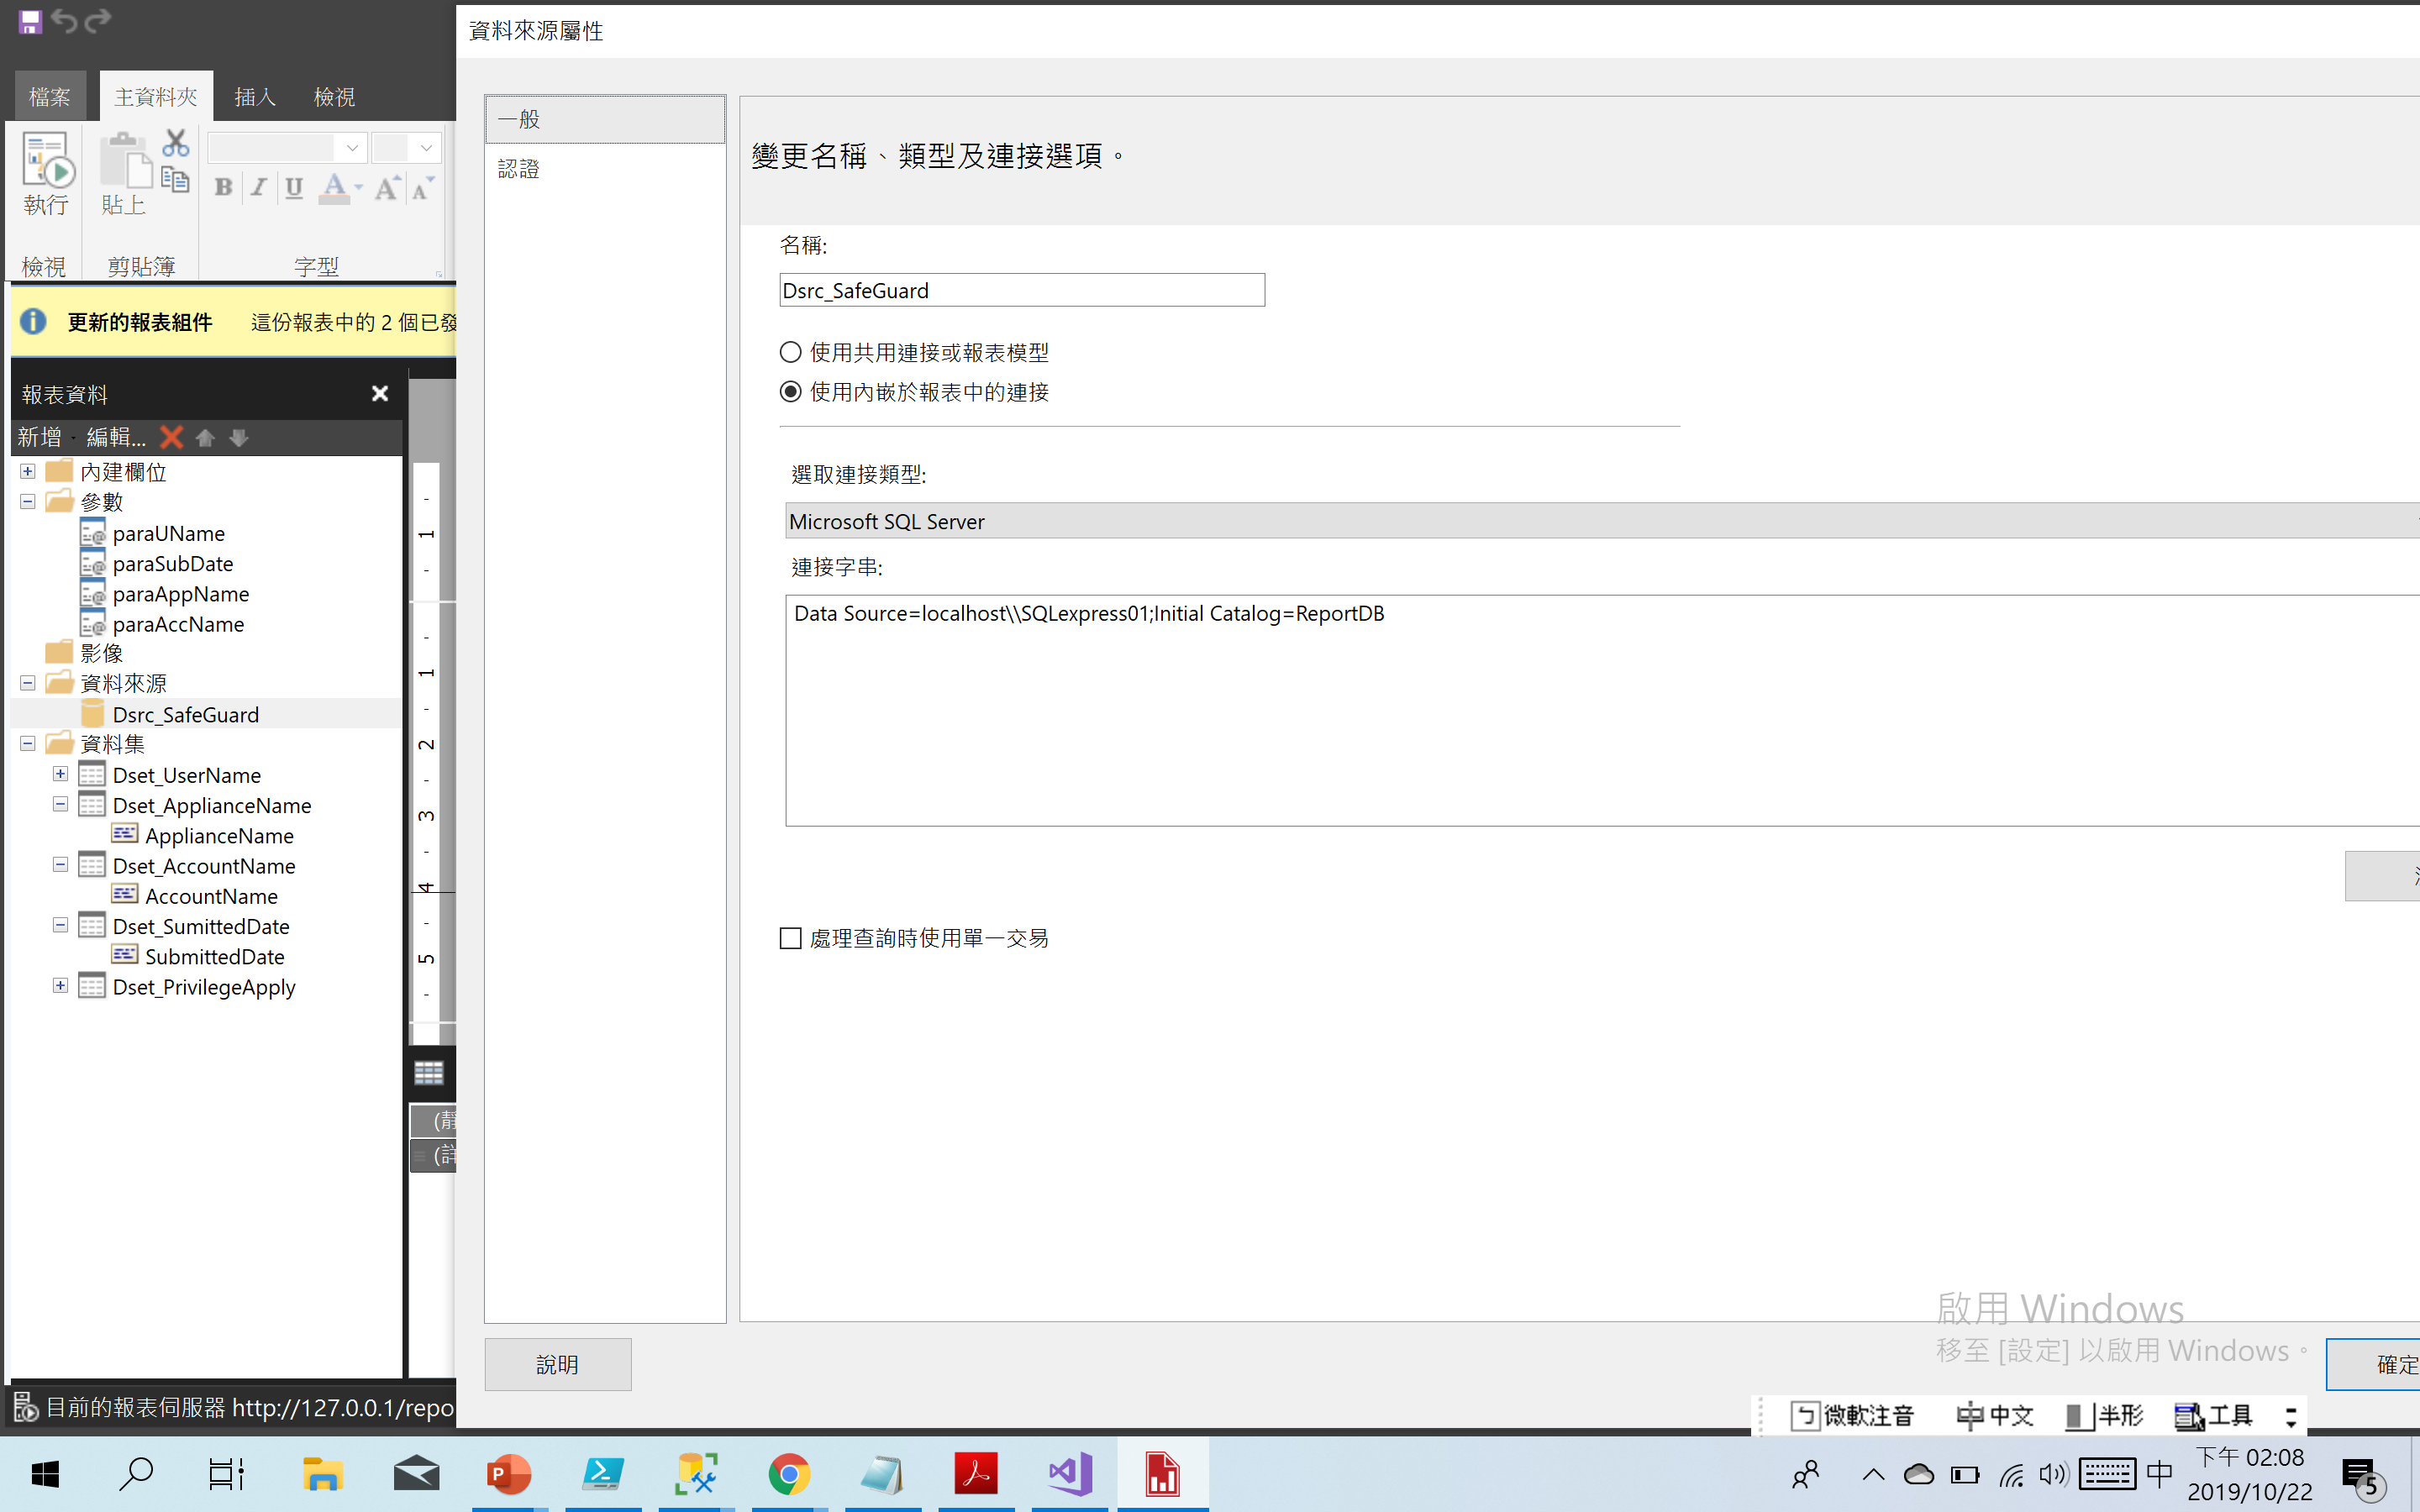 資料來源屬性
檔案
主資料夾
插入
檢視
執行
貼上
B I U A A A
檢視
剪貼簿
字型
更新的報表組件
這份報表中的 2 個已發
報表資料
新增
編輯...
內建欄位
參數
paraUName
paraSubDate
paraAppName
paraAccName
影像
資料來源
Dsrc_SafeGuard
資料集
Dset_UserName
Dset_ApplianceName
ApplianceName
Dset_AccountName
AccountName
Dset_SumittedDate
SubmittedDate
Dset_PrivilegeApply
1
1
2
3
4
5
(靜
(詳
目前的報表伺服器 http://127.0.0.1/repo
一般
認證
變更名稱、類型及連接選項。
名稱:
Dsrc_SafeGuard
使用共用連接或報表模型
使用內嵌於報表中的連接
選取連接類型:
Microsoft SQL Server
連接字串:
Data Source=localhost\\SQLexpress01;Initial Catalog=ReportDB
處理查詢時使用單一交易
說明
確定
啟用 Windows
移至 [設定] 以啟用 Windows。
ㄅ 微軟注音
中 中文
半形
工具
中
下午 02:08
2019/10/22
5